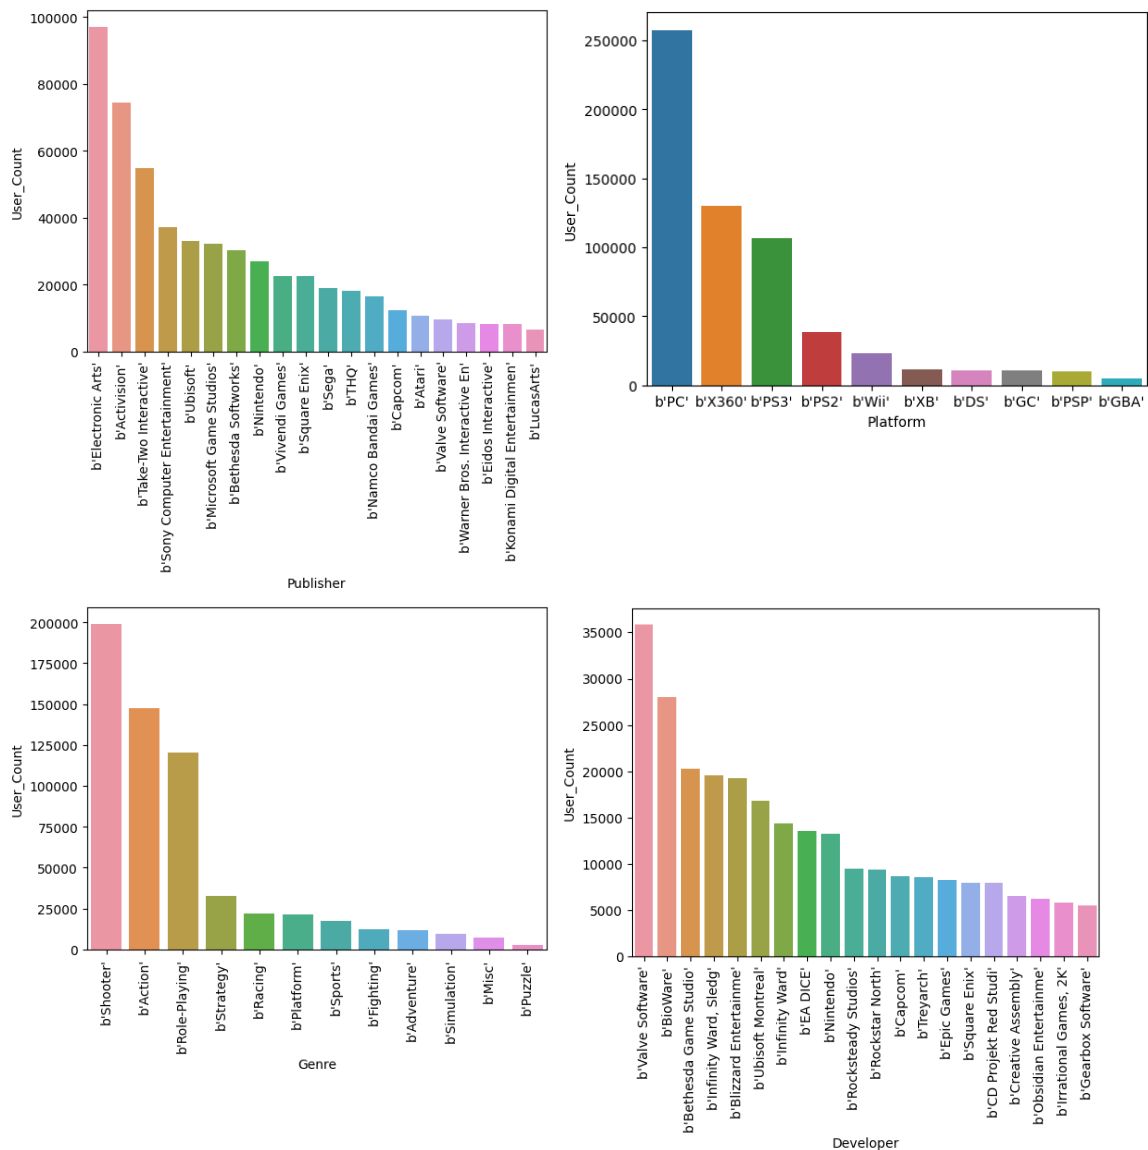 100000
80000
60000
40000
20000
0
User_Count
b'Electronic Arts'
b'Activision'
b'Take-Two Interactive'
b'Sony Computer Entertainment'
b'Ubisoft'
b'Microsoft Game Studios'
b'Bethesda Softworks'
b'Nintendo'
b'Vivendi Games'
b'Square Enix'
b'Sega'
b'THQ'
b'Namco Bandai Games'
b'Capcom'
b'Atari'
b'Valve Software'
b'Warner Bros. Interactive En'
b'Eidos Interactive'
b'Konami Digital Entertainmen'
b'LucasArts'
Publisher
250000
200000
150000
100000
50000
0
User_Count
b'PC'
b'X360'
b'PS3'
b'PS2'
b'Wii'
b'XB'
b'DS'
b'GC'
b'PSP'
b'GBA'
Platform
200000
175000
150000
125000
100000
75000
50000
25000
0
User_Count
b'Shooter'
b'Action'
b'Role-Playing'
b'Strategy'
b'Racing'
b'Platform'
b'Sports'
b'Fighting'
b'Adventure'
b'Simulation'
b'Misc'
b'Puzzle'
Genre
35000
30000
25000
20000
15000
10000
5000
0
User_Count
b'Valve Software'
b'BioWare'
b'Bethesda Game Studio'
b'Infinity Ward, Sledg'
b'Blizzard Entertainme'
b'Ubisoft Montreal'
b'Infinity Ward'
b'EA DICE'
b'Nintendo'
b'Rocksteady Studios'
b'Rockstar North'
b'Capcom'
b'Treyarch'
b'Epic Games'
b'Square Enix'
b'CD Projekt Red Studi'
b'Creative Assembly'
b'Obsidian Entertainme'
b'Irrational Games, 2K'
b'Gearbox Software'
Developer